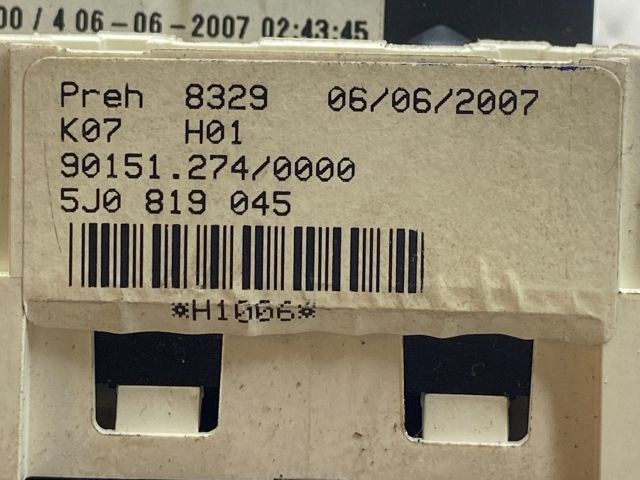 00 / 4 06-06-2007 02:43:45
Preh 8329 06/06/2007
K07 H01
90151.274/0000
5J0 819 045
*H1006*